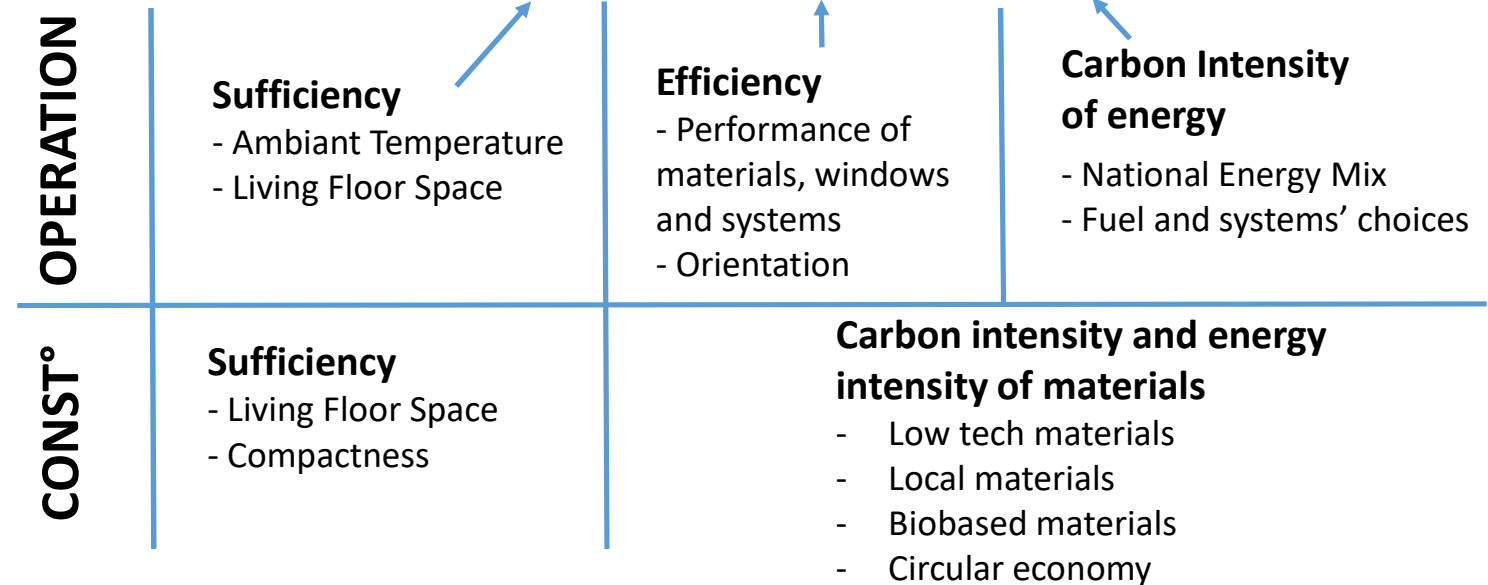 OPERATION
Sufficiency
- Ambiant Temperature
- Living Floor Space
Efficiency
- Performance of
materials, windows
and systems
- Orientation
Carbon Intensity
of energy
- National Energy Mix
- Fuel and systems’ choices
CONST°
Sufficiency
- Living Floor Space
- Compactness
Carbon intensity and energy
intensity of materials
- Low tech materials
- Local materials
- Biobased materials
- Circular economy